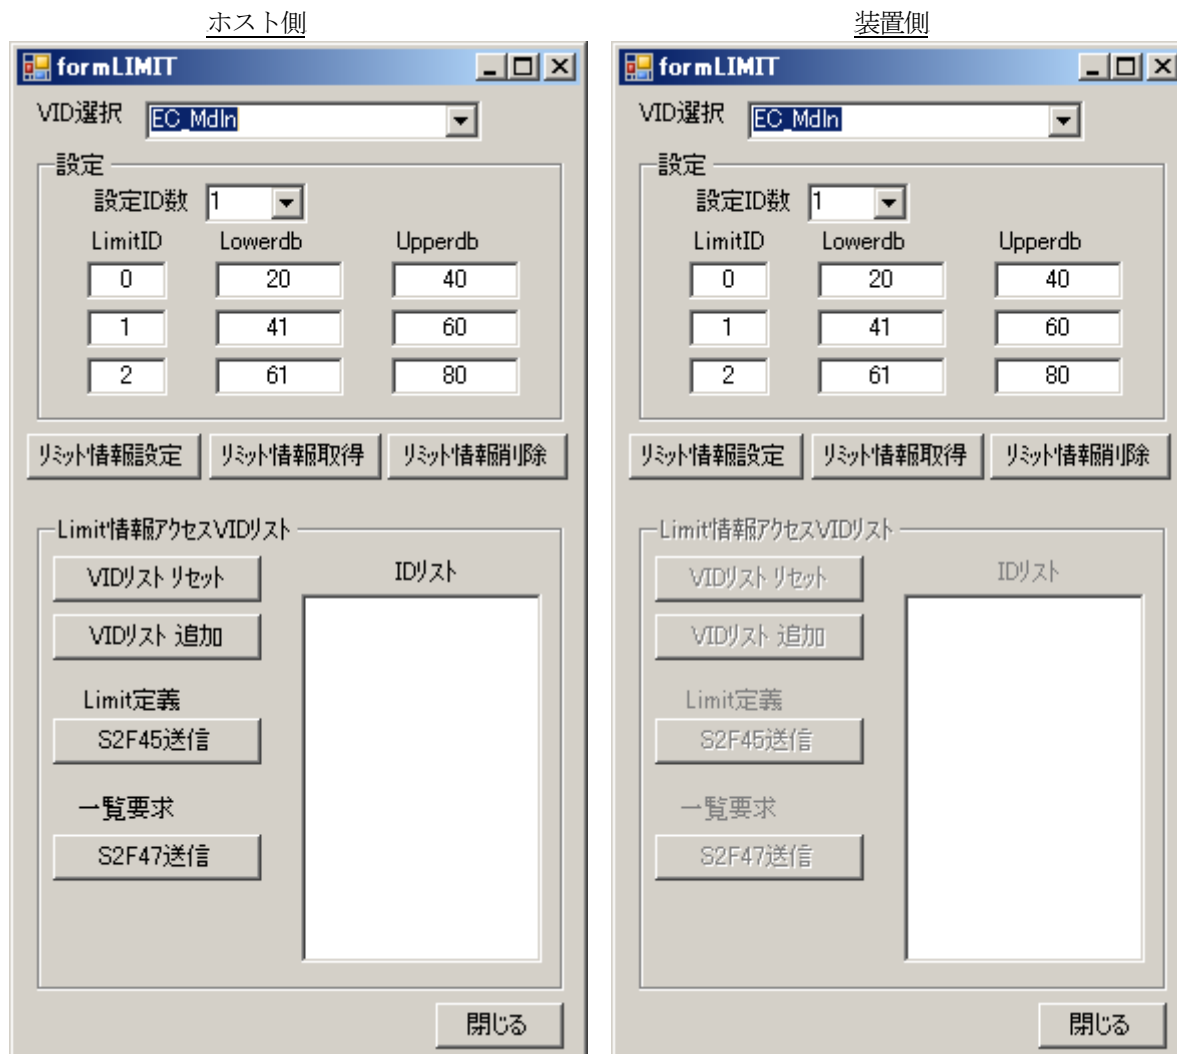 ホスト側
formLIMIT
VID選択 EC_Mdln
設定
設定ID数 1
LimitID Lowerdb Upperdb
0 20 40
1 41 60
2 61 80
リミット情報設定 リミット情報取得 リミット情報削除
Limit情報アクセスVIDリスト
VIDリスト リセット IDリスト
VIDリスト 追加
Limit定義
S2F45送信
一覧要求
S2F47送信
閉じる
装置側
formLIMIT
VID選択 EC_Mdln
設定
設定ID数 1
LimitID Lowerdb Upperdb
0 20 40
1 41 60
2 61 80
リミット情報設定 リミット情報取得 リミット情報削除
Limit情報アクセスVIDリスト
VIDリスト リセット IDリスト
VIDリスト 追加
Limit定義
S2F45送信
一覧要求
S2F47送信
閉じる